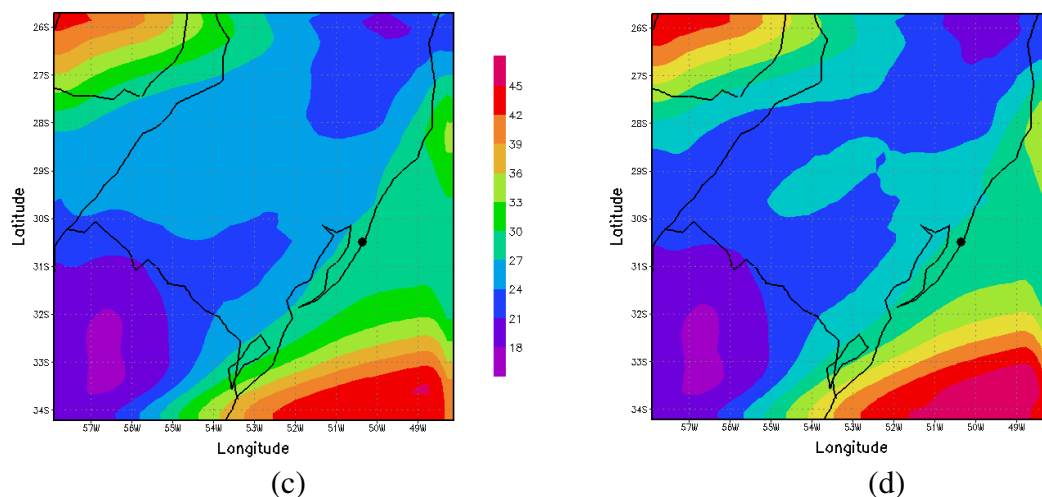 26S
27S
28S
29S
30S
31S
32S
33S
34S
Latitude
57W 56W 55W 54W 53W 52W 51W 50W 49W
Longitude
(c)
45
42
39
36
33
30
27
24
21
18
26S
27S
28S
29S
30S
31S
32S
33S
34S
Latitude
57W 56W 55W 54W 53W 52W 51W 50W 49W
Longitude
(d)